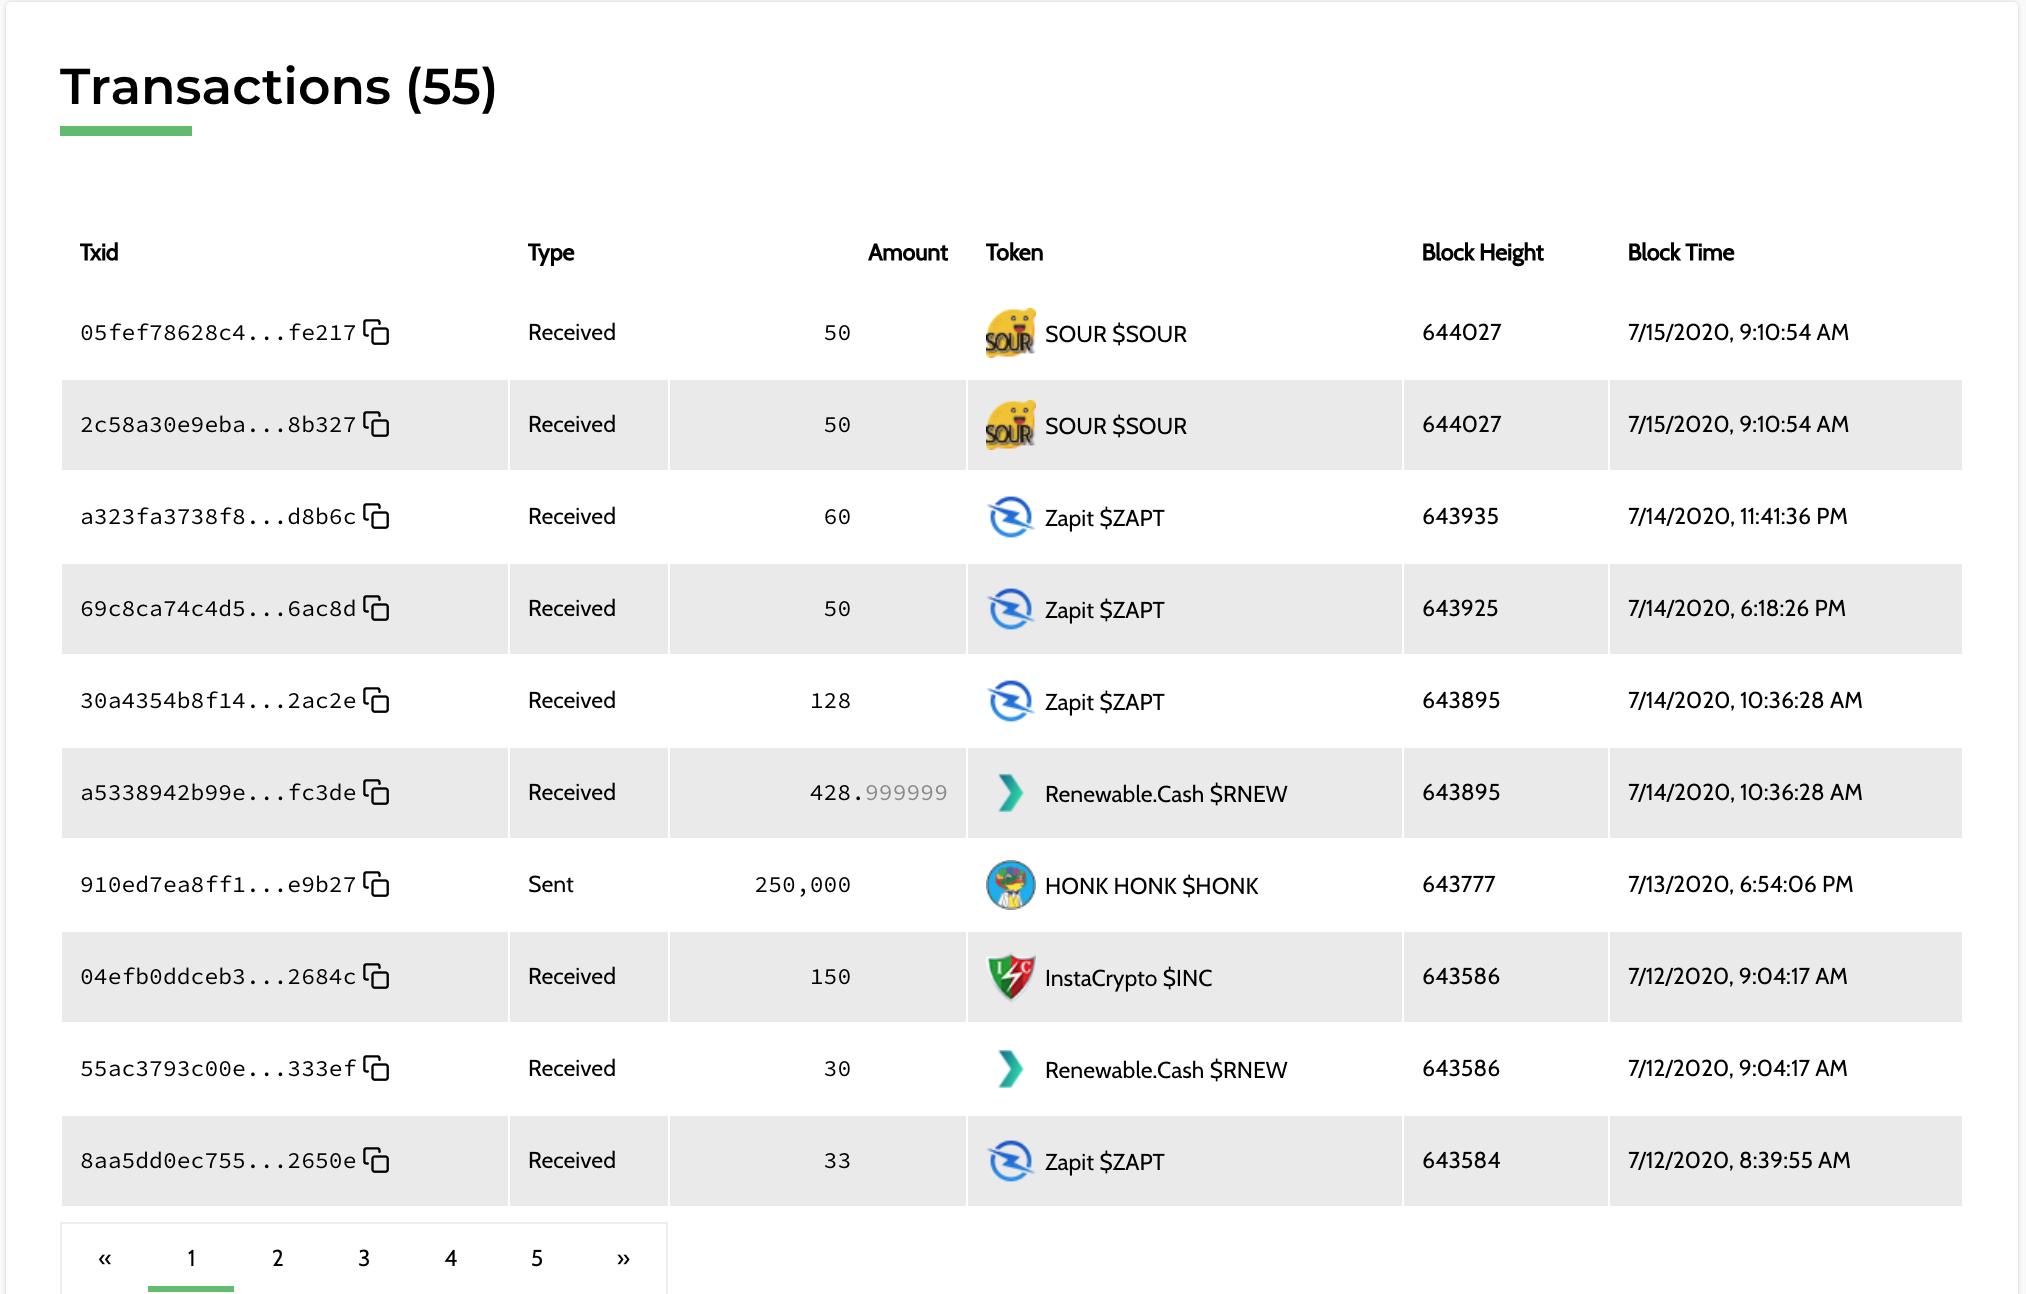 Transactions (55)
Txid Type Amount Token Block Height Block Time
05fef78628c4...fe217 Received 50 SOUR SOUR $SOUR 644027 7/15/2020, 9:10:54 AM
2c58a30e9eba...8b327 Received 50 SOUR SOUR $SOUR 644027 7/15/2020, 9:10:54 AM
a323fa3738f8...d8b6c Received 60 Zapit $ZAPT 643935 7/14/2020, 11:41:36 PM
69c8ca74c4d5...6ac8d Received 50 Zapit $ZAPT 643925 7/14/2020, 6:18:26 PM
30a4354b8f14...2ac2e Received 128 Zapit $ZAPT 643895 7/14/2020, 10:36:28 AM
a5338942b99e...fc3de Received 428.999999 Renewable.Cash $RNEW 643895 7/14/2020, 10:36:28 AM
910ed7ea8ff1...e9b27 Sent 250,000 HONK HONK $HONK 643777 7/13/2020, 6:54:06 PM
04efb0ddceb3...2684c Received 150 I C InstaCrypto $INC 643586 7/12/2020, 9:04:17 AM
55ac3793c00e...333ef Received 30 Renewable.Cash $RNEW 643586 7/12/2020, 9:04:17 AM
8aa5dd0ec755...2650e Received 33 Zapit $ZAPT 643584 7/12/2020, 8:39:55 AM
« 1 2 3 4 5 »